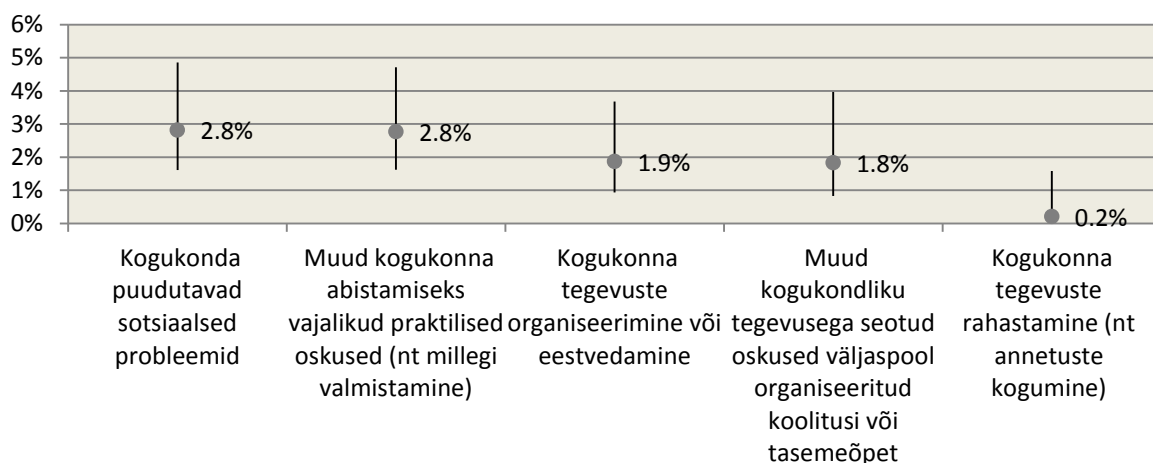 6%
5%
4%
3%
2%
1%
0%
2.8%
2.8%
1.9%
1.8%
0.2%
Kogukonda
puudutavad
sotsiaalsed
probleemid
Muud kogukonna
abistamiseks
vajalikud praktilised
oskused (nt millegi
valmistamine)
Kogukonna
tegevuste
organiseerimine või
eestvedamine
Muud
kogukondliku
tegevusega seotud
oskused väljaspool
organiseeritud
koolitusi või
tasemeõpet
Kogukonna
tegevuste
rahastamine (nt
annetuste
kogumine)